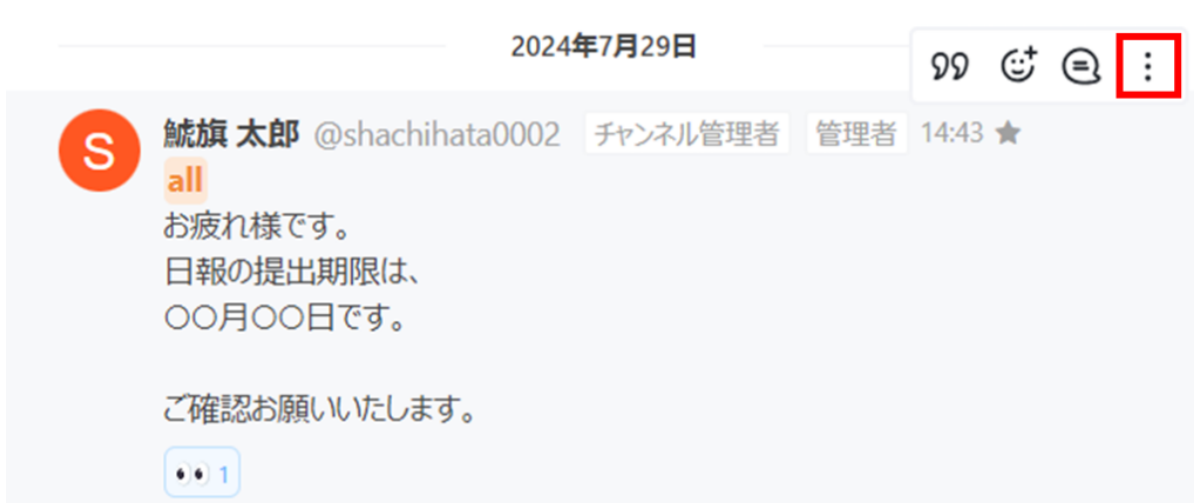 2024年7月29日
S
鯱旗 太郎 @shachihata0002 チャンネル管理者 管理者 14:43
all
お疲れ様です。
日報の提出期限は、
〇〇月〇〇日です。
ご確認お願いいたします。
1